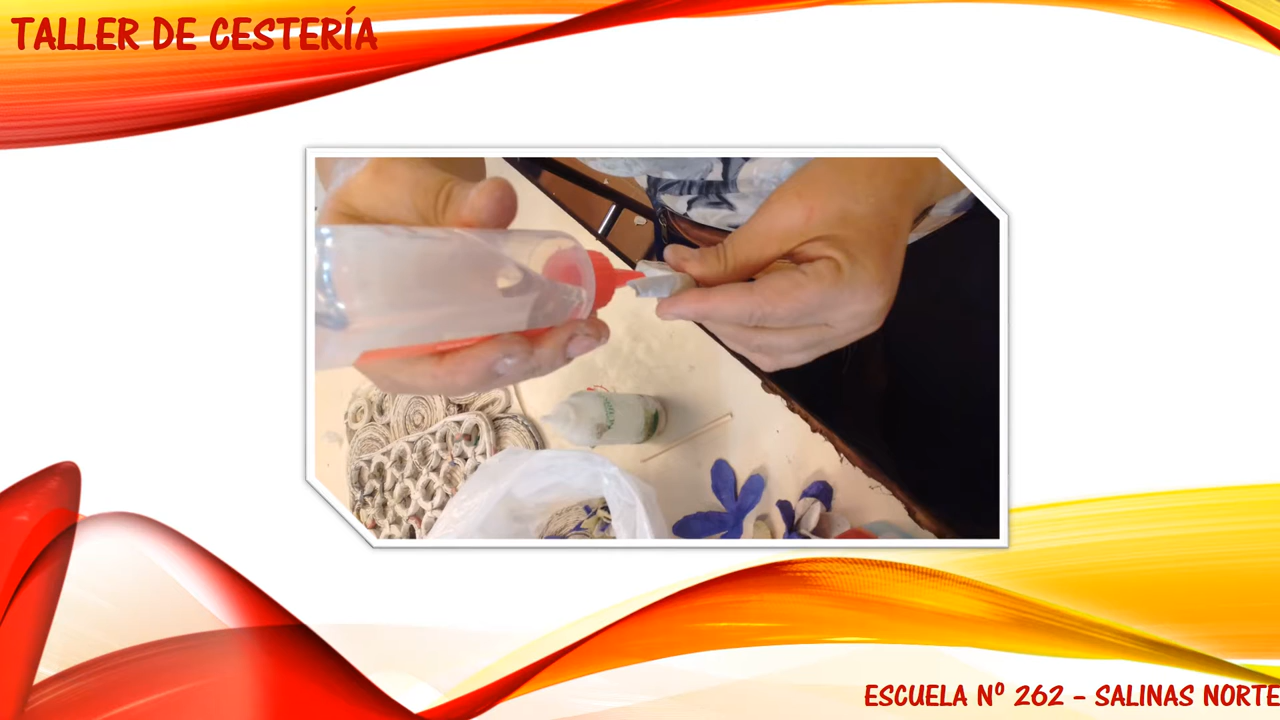 TALLER DE CESTERÍA
ESCUELA Nº 262 - SALINAS NORTE